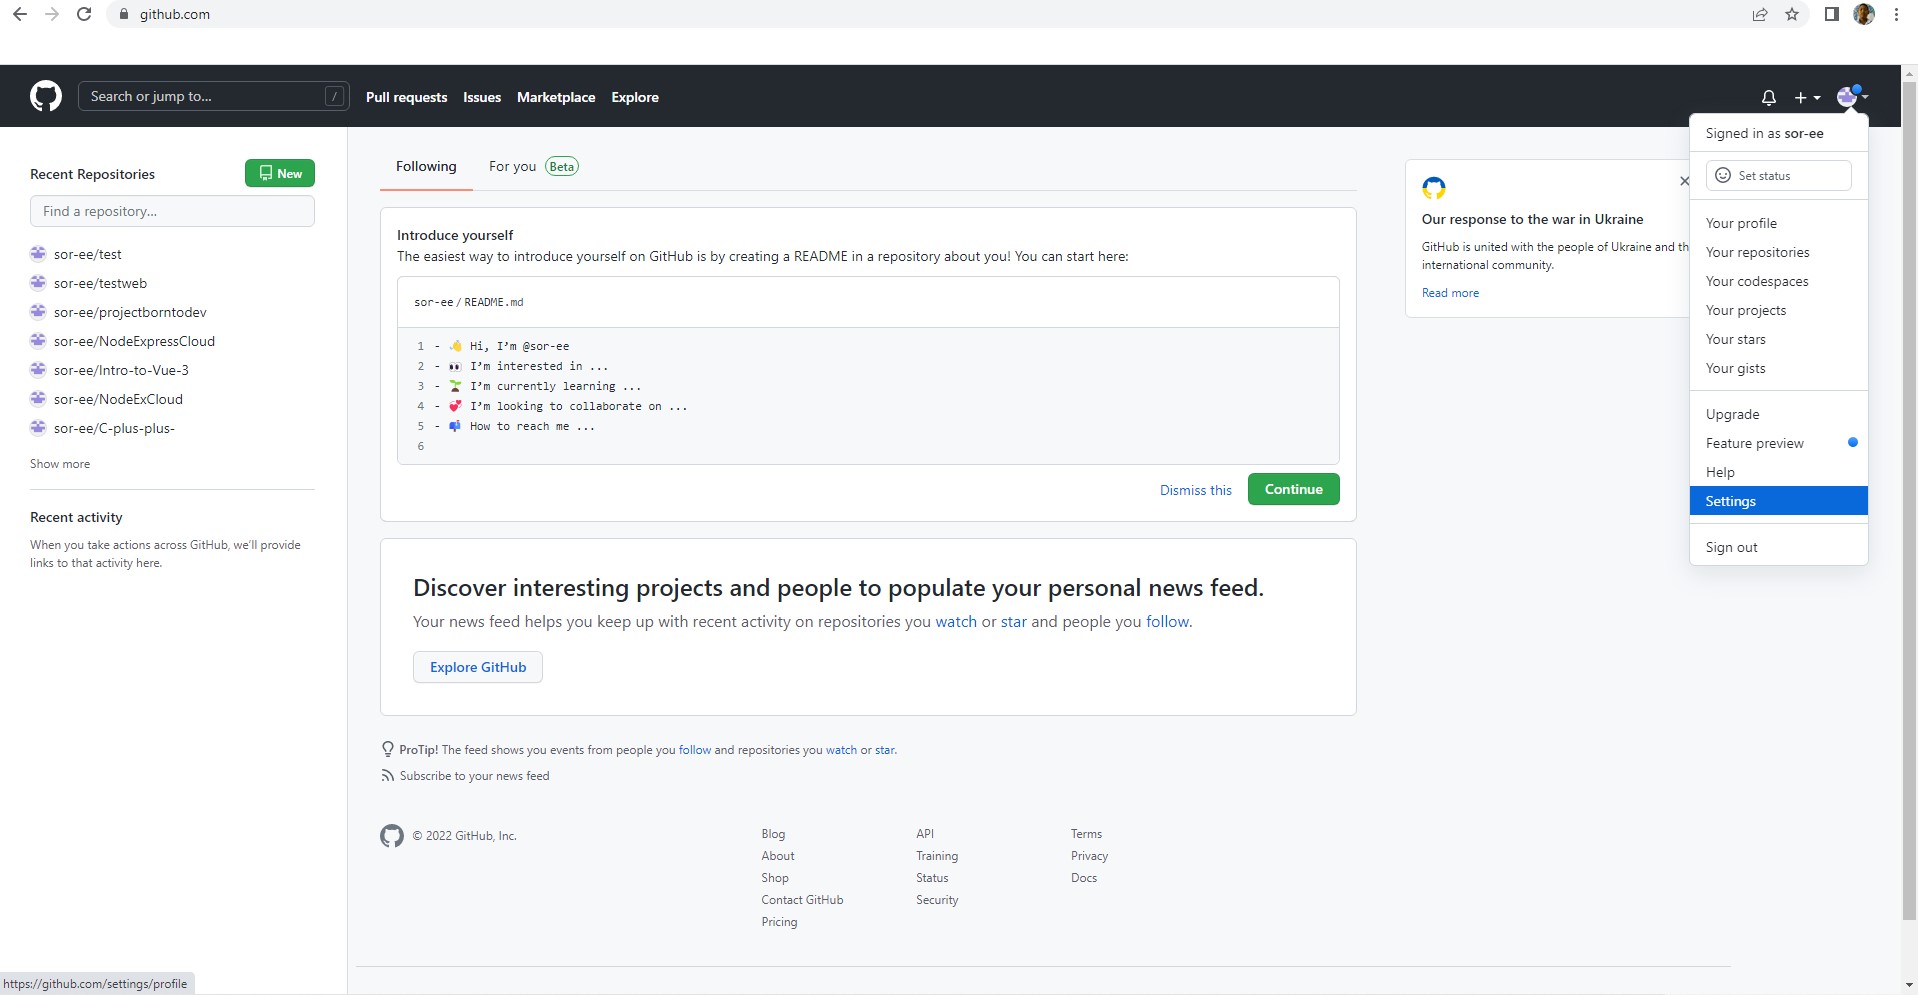 github.com
Search or jump to... /
Pull requests Issues Marketplace Explore
Recent Repositories
New
Find a repository...
sor-ee/test
sor-ee/testweb
sor-ee/projectborntodev
sor-ee/NodeExpressCloud
sor-ee/Intro-to-Vue-3
sor-ee/NodeExCloud
sor-ee/C-plus-plus-
Show more
Recent activity
When you take actions across GitHub, we’ll provide
links to that activity here.
Following For you Beta
Introduce yourself
The easiest way to introduce yourself on GitHub is by creating a README in a repository about you! You can start here:
sor-ee / README.md
1 - 👋 Hi, I’m @sor-ee
2 - 👀 I’m interested in ...
3 - 🌱 I’m currently learning ...
4 - 💞️ I’m looking to collaborate on ...
5 - 📫 How to reach me ...
6
Dismiss this Continue
Discover interesting projects and people to populate your personal news feed.
Your news feed helps you keep up with recent activity on repositories you watch or star and people you follow.
Explore GitHub
ProTip! The feed shows you events from people you follow and repositories you watch or star.
Subscribe to your news feed
© 2022 GitHub, Inc.
Blog
About
Shop
Contact GitHub
Pricing
API
Training
Status
Security
Terms
Privacy
Docs
Our response to the war in Ukraine
GitHub is united with the people of Ukraine and th
international community.
Read more
Signed in as sor-ee
Set status
Your profile
Your repositories
Your codespaces
Your projects
Your stars
Your gists
Upgrade
Feature preview
Help
Settings
Sign out
https://github.com/settings/profile